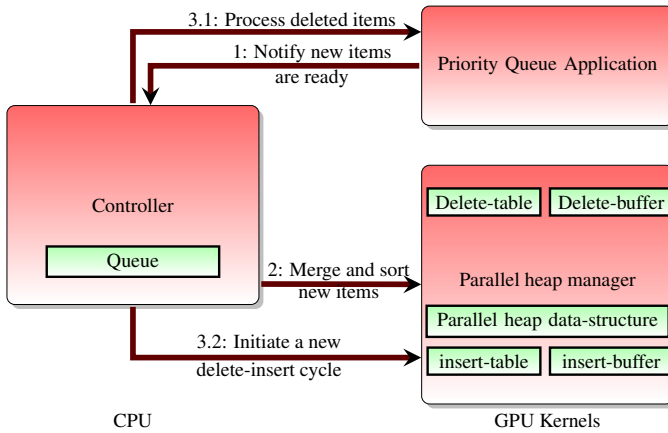 3.1: Process deleted items
1: Notify new items
are ready
Priority Queue Application
Controller
Queue
Delete-table
Delete-buffer
2: Merge and sort
new items
Parallel heap manager
Parallel heap data-structure
3.2: Initiate a new
delete-insert cycle
insert-table
insert-buffer
CPU
GPU Kernels